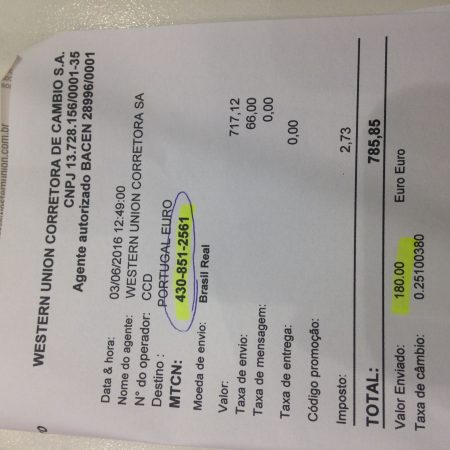 WESTERN UNION CORRETORA DE CAMBIO S.A.
CNPJ 13.728.156/0001-35
Agente autorizado BACEN 28996/0001
Data & hora: 03/06/2016 12:49:00
Nome do agente: WESTERN UNION CORRETORA SA
N° do operador: CCD
Destino : PORTUGAL EURO
MTCN: 430-851-2561
Moeda de envio: Brasil Real
Valor: 717,12
Taxa de envio: 66,00
Taxa de mensagem: 0,00
Taxa de entrega: 0,00
Código promoção:
Imposto: 2,73
TOTAL: 785,85
Valor Enviado: 180,00 Euro Euro
Taxa de câmbio: 0.25100380